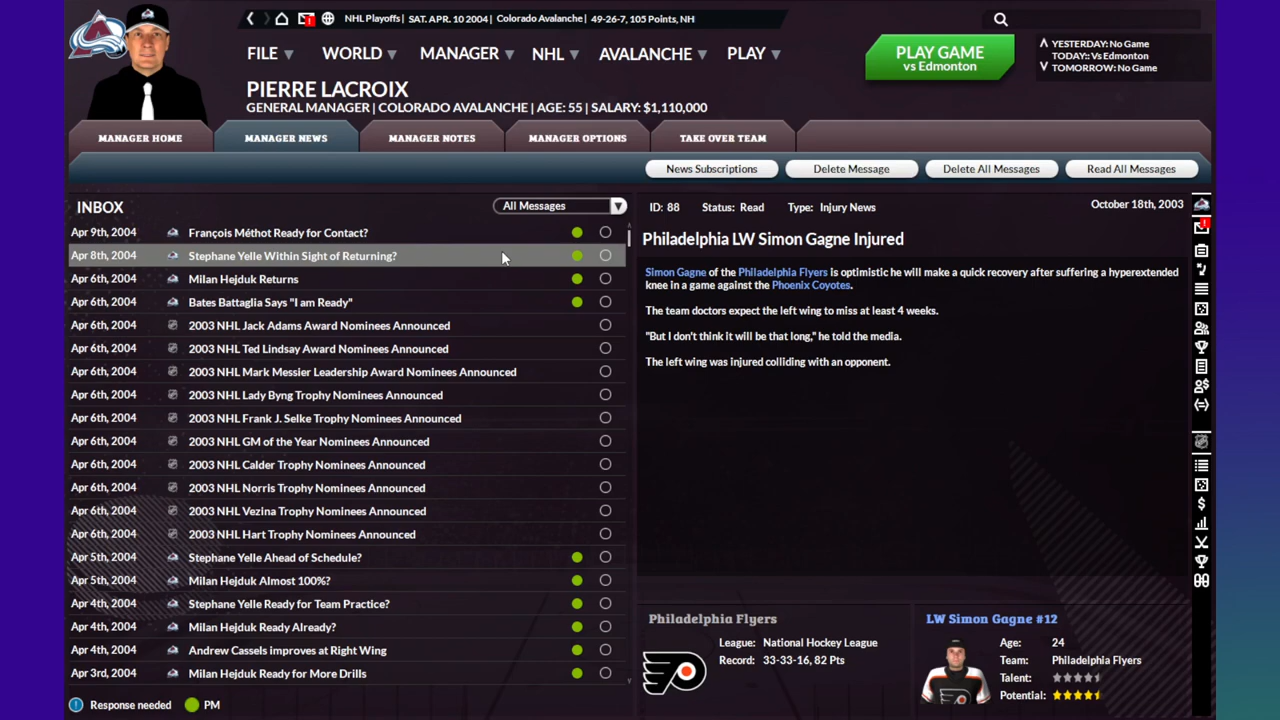 NHL Playoffs | SAT. APR. 10 2004 | Colorado Avalanche | 49-26-7, 105 Points, NH
FILE WORLD MANAGER NHL AVALANCHE PLAY
PLAY GAME
vs Edmonton
YESTERDAY: No Game
TODAY:: Vs Edmonton
TOMORROW: No Game
PIERRE LACROIX
GENERAL MANAGER | COLORADO AVALANCHE | AGE: 55 | SALARY: $1,110,000
MANAGER HOME MANAGER NEWS MANAGER NOTES MANAGER OPTIONS TAKE OVER TEAM
News Subscriptions Delete Message Delete All Messages Read All Messages
INBOX All Messages
Apr 9th, 2004 François Méthot Ready for Contact?
Apr 8th, 2004 Stephane Yelle Within Sight of Returning?
Apr 6th, 2004 Milan Hejduk Returns
Apr 6th, 2004 Bates Battaglia Says "I am Ready"
Apr 6th, 2004 2003 NHL Jack Adams Award Nominees Announced
Apr 6th, 2004 2003 NHL Ted Lindsay Award Nominees Announced
Apr 6th, 2004 2003 NHL Mark Messier Leadership Award Nominees Announced
Apr 6th, 2004 2003 NHL Lady Byng Trophy Nominees Announced
Apr 6th, 2004 2003 NHL Frank J. Selke Trophy Nominees Announced
Apr 6th, 2004 2003 NHL GM of the Year Nominees Announced
Apr 6th, 2004 2003 NHL Calder Trophy Nominees Announced
Apr 6th, 2004 2003 NHL Norris Trophy Nominees Announced
Apr 6th, 2004 2003 NHL Vezina Trophy Nominees Announced
Apr 6th, 2004 2003 NHL Hart Trophy Nominees Announced
Apr 5th, 2004 Stephane Yelle Ahead of Schedule?
Apr 5th, 2004 Milan Hejduk Almost 100%?
Apr 4th, 2004 Stephane Yelle Ready for Team Practice?
Apr 4th, 2004 Milan Hejduk Ready Already?
Apr 4th, 2004 Andrew Cassels improves at Right Wing
Apr 3rd, 2004 Milan Hejduk Ready for More Drills
Response needed PM
ID: 88 Status: Read Type: Injury News October 18th, 2003
Philadelphia LW Simon Gagne Injured
Simon Gagne of the Philadelphia Flyers is optimistic he will make a quick recovery after suffering a hyperextended
knee in a game against the Phoenix Coyotes.
The team doctors expect the left wing to miss at least 4 weeks.
"But I don't think it will be that long," he told the media.
The left wing was injured colliding with an opponent.
Philadelphia Flyers
League: National Hockey League
Record: 33-33-16, 82 Pts
LW Simon Gagne #12
Age: 24
Team: Philadelphia Flyers
Talent:
Potential: